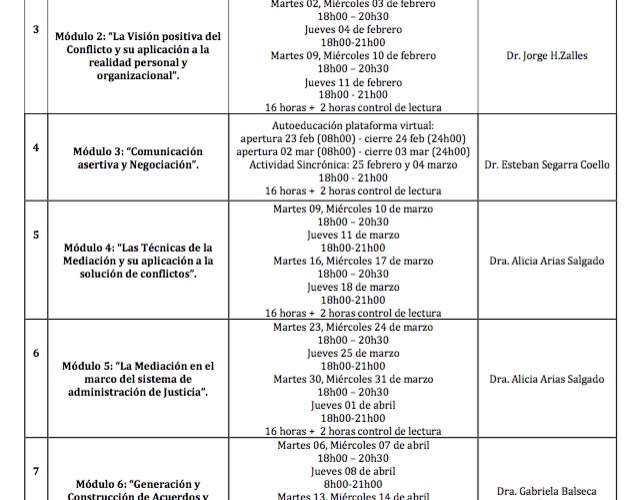 Martes 02, Miércoles 03 de febrero
18h00 – 20h30
Jueves 04 de febrero
18h00-21h00
Martes 09, Miércoles 10 de febrero
18h00 – 20h30
Jueves 11 de febrero
18h00 - 21h00
16 horas + 2 horas control de lectura
3
Módulo 2: “La Visión positiva del
Conflicto y su aplicación a la
realidad personal y
organizacional”.
Dr. Jorge H.Zalles
4
Módulo 3: “Comunicación
asertiva y Negociación”.
Autoeducación plataforma virtual:
apertura 23 feb (08h00) - cierre 24 feb (24h00)
apertura 02 mar (08h00) - cierre 03 mar (24h00)
Actividad Sincrónica: 25 febrero y 04 marzo
18h00 - 21h00
16 horas + 2 horas control de lectura
Dr. Esteban Segarra Coello
5
Módulo 4: “Las Técnicas de la
Mediación y su aplicación a la
solución de conflictos”.
Martes 09, Miércoles 10 de marzo
18h00 – 20h30
Jueves 11 de marzo
18h00-21h00
Martes 16, Miércoles 17 de marzo
18h00 – 20h30
Jueves 18 de marzo
18h00-21h00
16 horas + 2 horas control de lectura
Dra. Alicia Arias Salgado
6
Módulo 5: “La Mediación en el
marco del sistema de
administración de Justicia”.
Martes 23, Miércoles 24 de marzo
18h00 – 20h30
Jueves 25 de marzo
18h00-21h00
Martes 30, Miércoles 31 de marzo
18h00 – 20h30
Jueves 01 de abril
18h00-21h00
16 horas + 2 horas control de lectura
Dra. Alicia Arias Salgado
7
Módulo 6: “Generación y
Construcción de Acuerdos y
Martes 06, Miércoles 07 de abril
18h00 – 20h30
Jueves 08 de abril
8h00-21h00
Martes 13, Miércoles 14 de abril
Dra. Gabriela Balseca